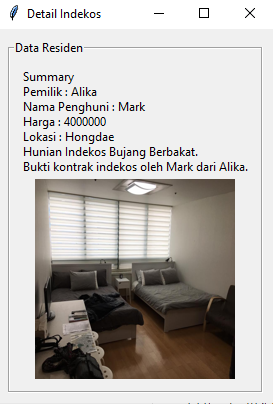 Detail Indekos
Data Residen
Summary
Pemilik : Alika
Nama Penghuni : Mark
Harga : 4000000
Lokasi : Hongdae
Hunian Indekos Bujang Berbakat.
Bukti kontrak indekos oleh Mark dari Alika.